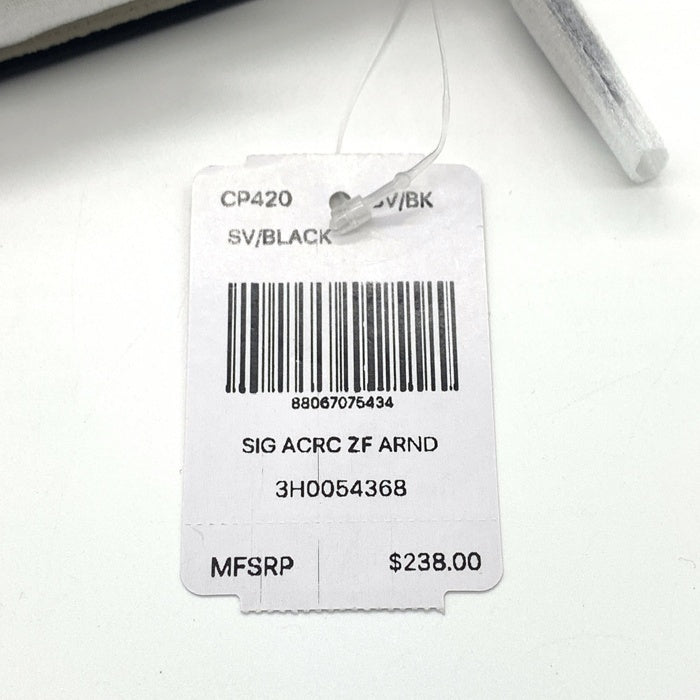 CP420 SV/BK
SV/BLACK
88067075434
SIG ACRC ZF ARND
3H0054368
MFSRP $238.00